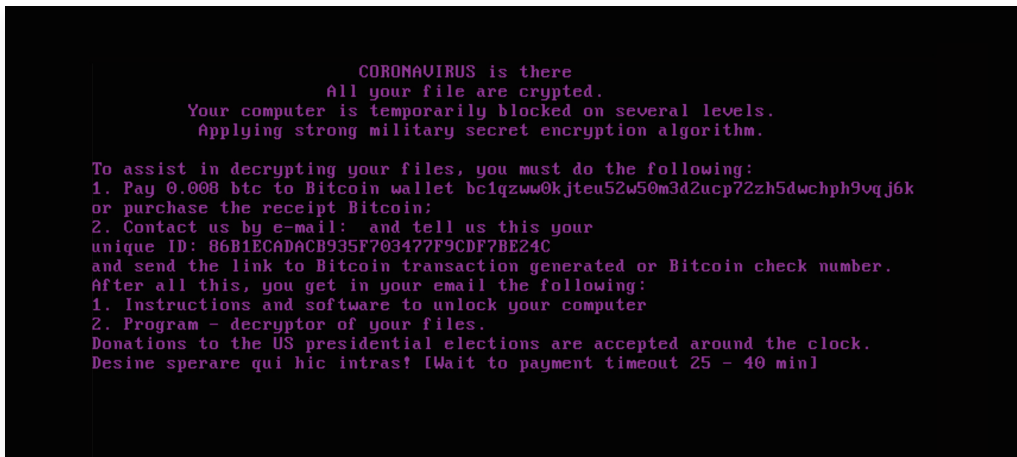 CORONAVIRUS is there
All your file are crypted.
Your computer is temporarily blocked on several levels.
Applying strong military secret encryption algorithm.
To assist in decrypting your files, you must do the following:
1. Pay 0.008 btc to Bitcoin wallet bc1qzww0kjteu52w50m3d2ucp72zh5dwchph9vqj6k
or purchase the receipt Bitcoin;
2. Contact us by e-mail:  and tell us this your
unique ID: 86B1ECADACB935F703477F9CDF7BE24C
and send the link to Bitcoin transaction generated or Bitcoin check number.
After all this, you get in your email the following:
1. Instructions and software to unlock your computer
2. Program - decryptor of your files.
Donations to the US presidential elections are accepted around the clock.
Desine sperare qui hic intras! [Wait to payment timeout 25 - 40 min]